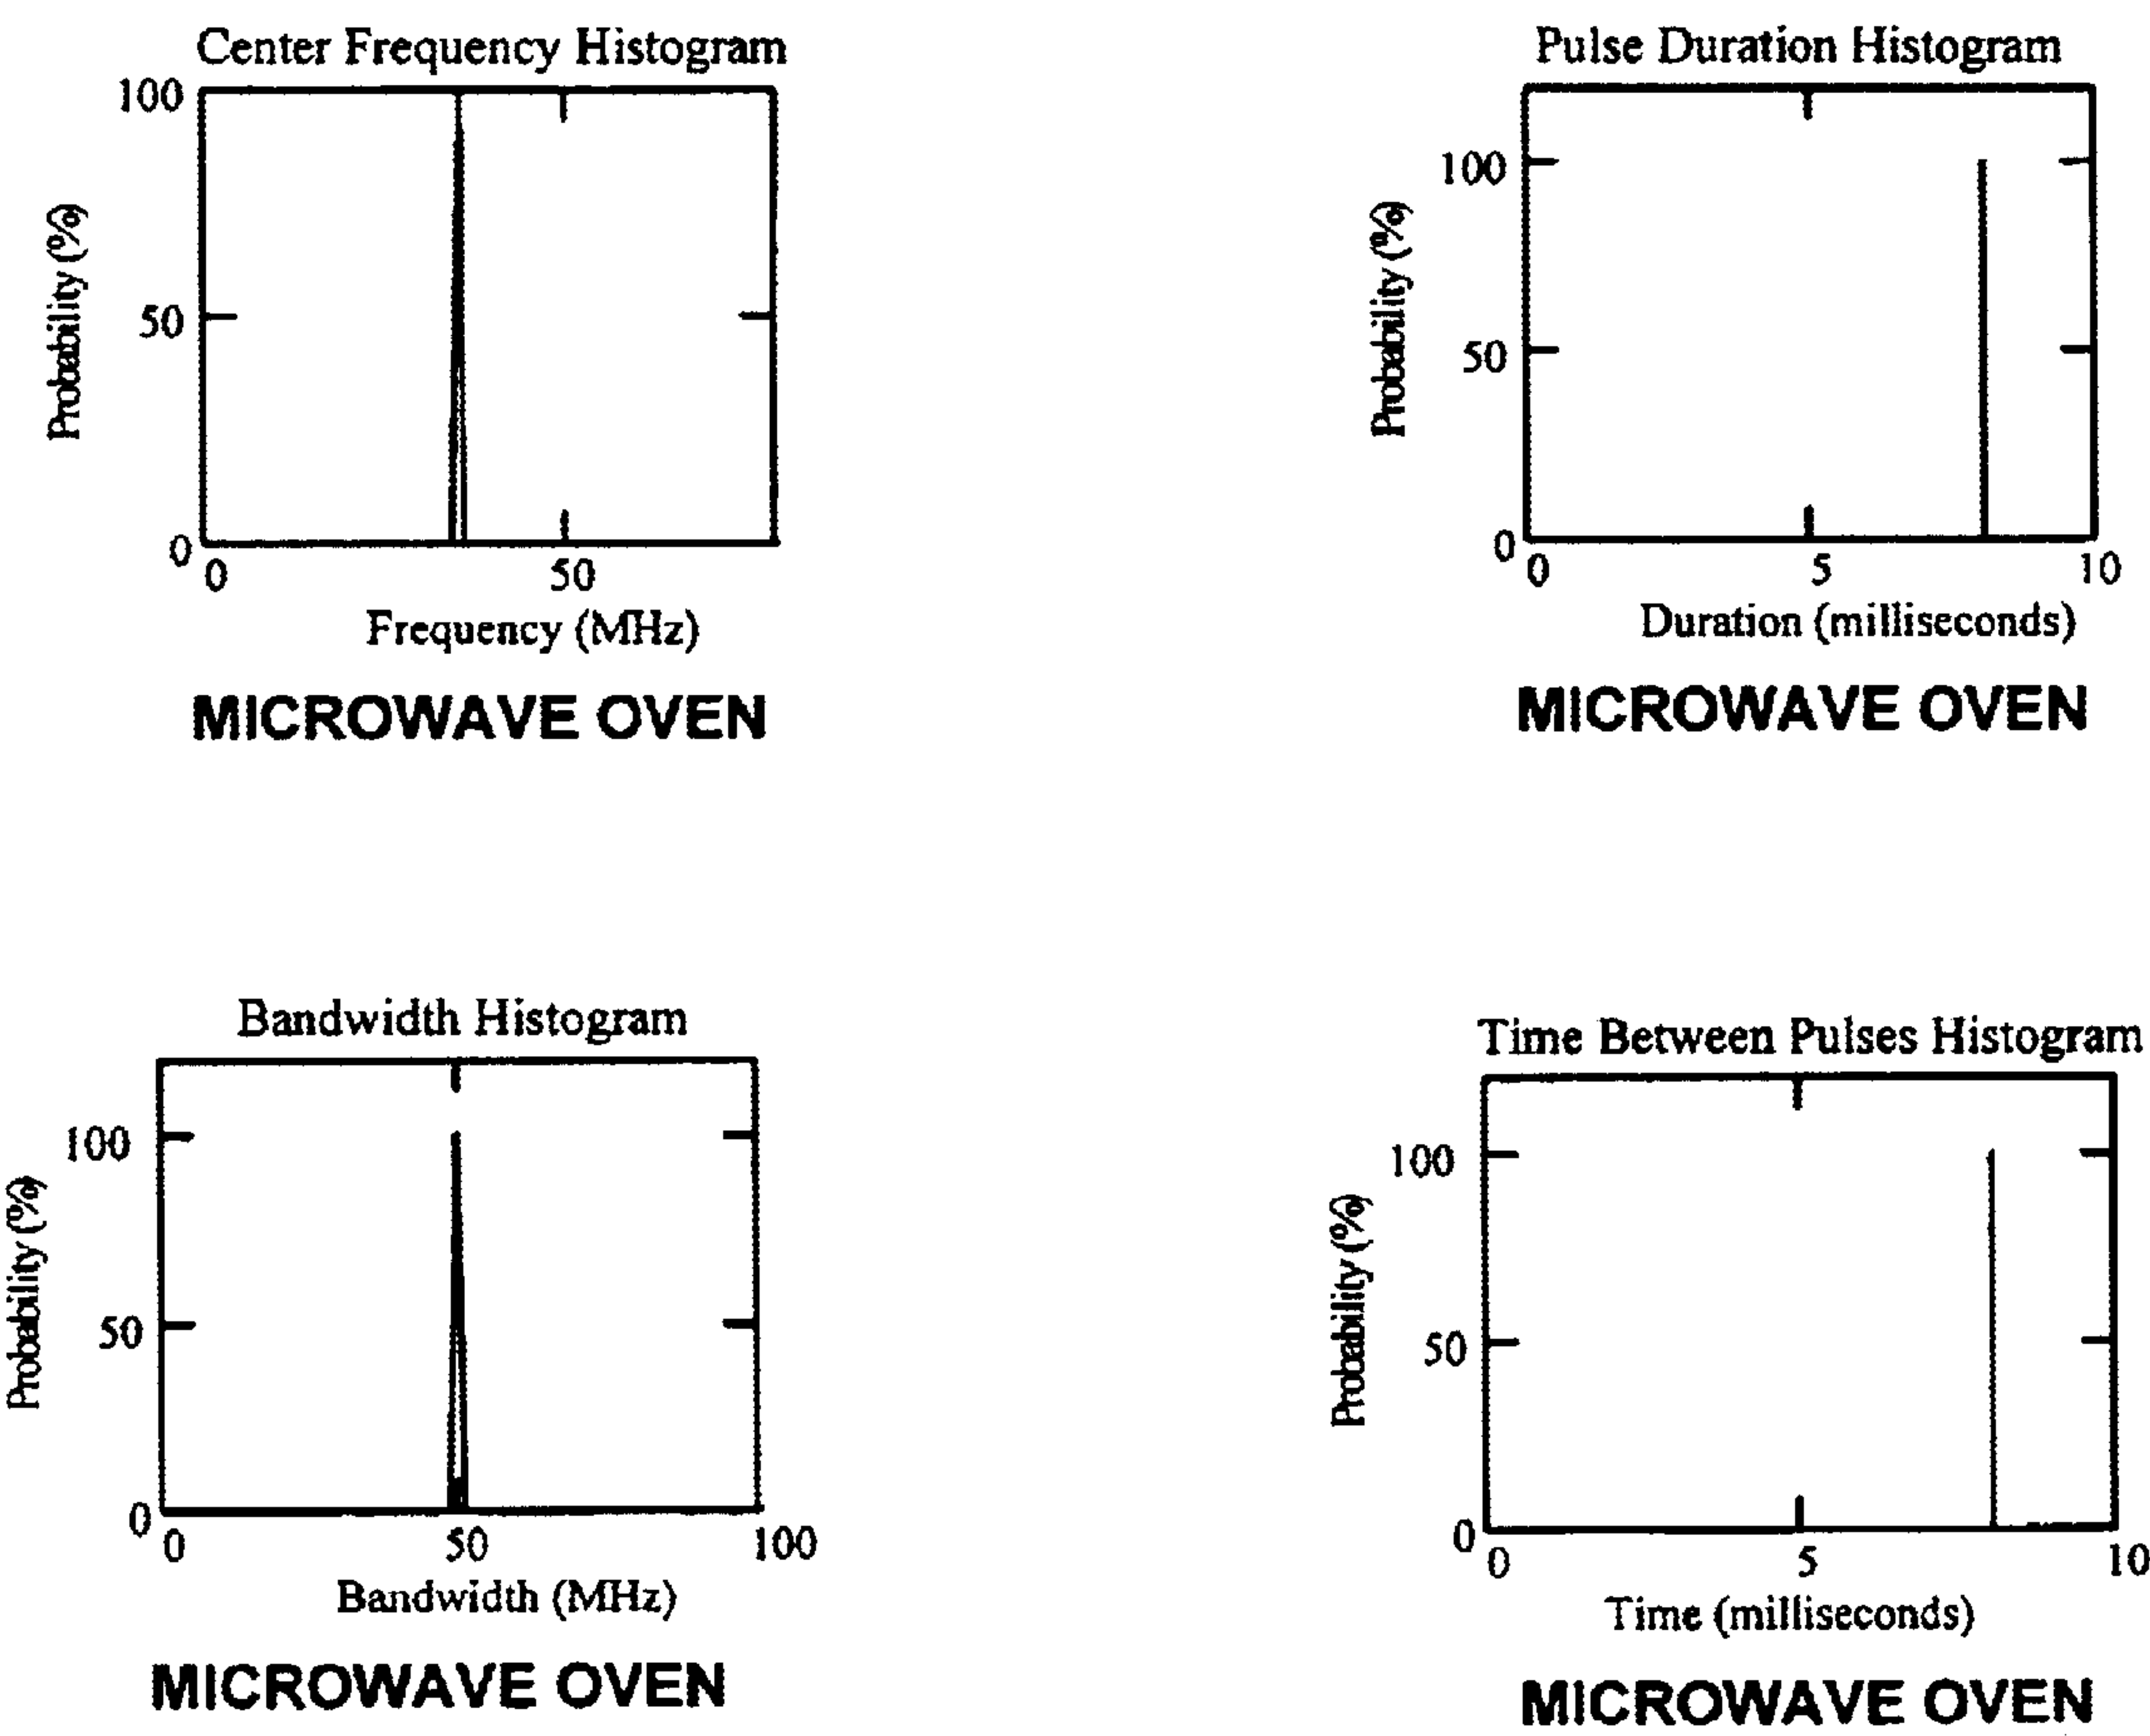 Center Frequency Histogram
100
50
0
Probability (%)
0
50
Frequency (MHz)
MICROWAVE OVEN
Pulse Duration Histogram
100
50
0
Probability (%)
0
5
10
Duration (milliseconds)
MICROWAVE OVEN
Bandwidth Histogram
100
50
0
Probability (%)
0
50
100
Bandwidth (MHz)
MICROWAVE OVEN
Time Between Pulses Histogram
100
50
0
Probability (%)
0
5
10
Time (milliseconds)
MICROWAVE OVEN